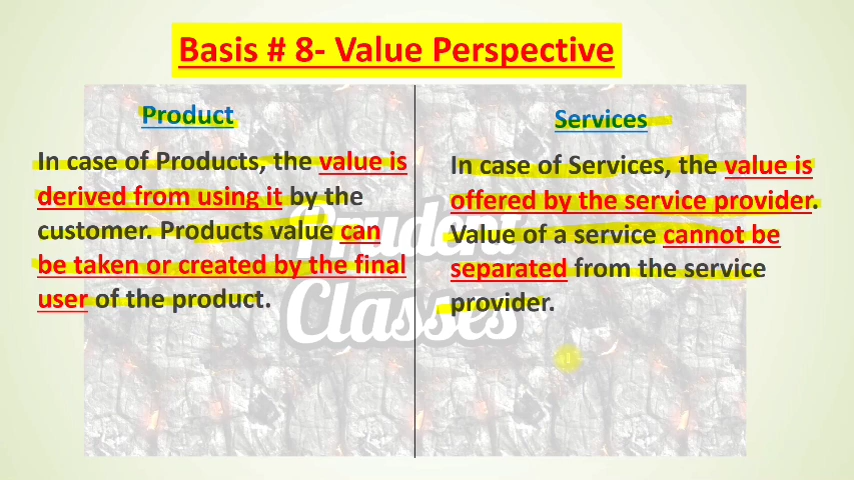 Basis # 8- Value Perspective
Product
In case of Products, the value is
derived from using it by the
customer. Products value can
be taken or created by the final
user of the product.
Services
In case of Services, the value is
offered by the service provider.
Value of a service cannot be
separated from the service
provider.
Prudent
Classes